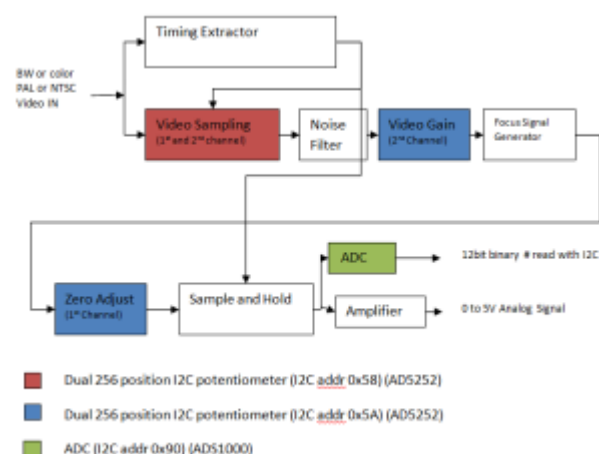 Timing Extractor
BW or color
PAL or NTSC
Video IN
Video Sampling
(1st and 2nd channel)
Noise
Filter
Video Gain
(2nd Channel)
Focus Signal
Generator
ADC
12bit binary # read with I2C
Zero Adjust
(1st Channel)
Sample and Hold
Amplifier
0 to 5V Analog Signal
Dual 256 position I2C potentiometer (I2C addr 0x58) (AD5252)
Dual 256 position I2C potentiometer (I2C addr 0x5A) (AD5252)
ADC (I2C addr 0x90) (ADS1000)